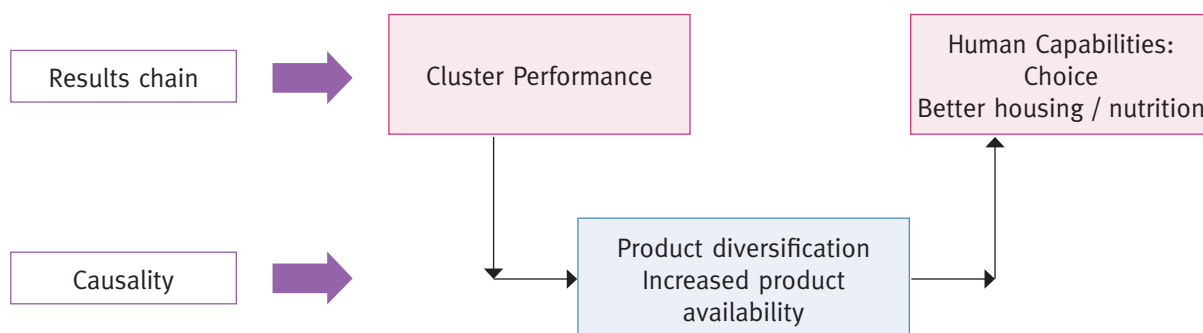 Results chain
Cluster Performance
Human Capabilities:
Choice
Better housing / nutrition
Causality
Product diversification
Increased product
availability